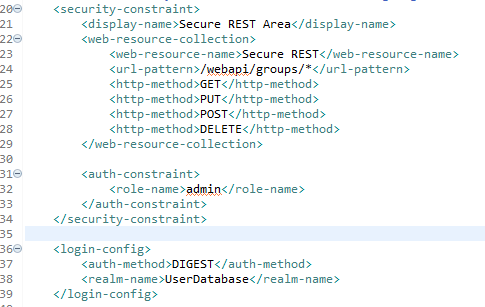 20 <security-constraint>
21 <display-name>Secure REST Area</display-name>
22 <web-resource-collection>
23 <web-resource-name>Secure REST</web-resource-name>
24 <url-pattern>/webapi/groups/*</url-pattern>
25 <http-method>GET</http-method>
26 <http-method>PUT</http-method>
27 <http-method>POST</http-method>
28 <http-method>DELETE</http-method>
29 </web-resource-collection>
30
31 <auth-constraint>
32 <role-name>admin</role-name>
33 </auth-constraint>
34 </security-constraint>
35
36 <login-config>
37 <auth-method>DIGEST</auth-method>
38 <realm-name>UserDatabase</realm-name>
39 </login-config>